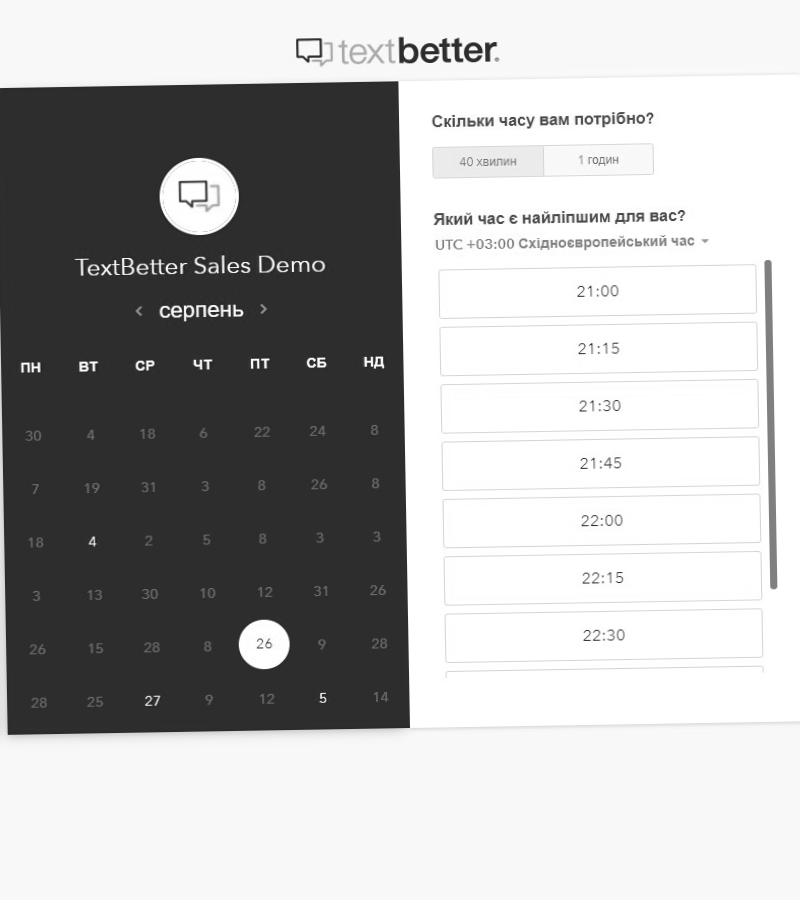 textbetter.
TextBetter Sales Demo
серпень
ПН ВТ СР ЧТ ПТ СБ НД
30 4 18 6 22 24 8
7 19 31 3 8 26 8
18 4 2 5 8 3 3
3 13 30 10 12 31 26
26 15 28 8 26 9 28
28 25 27 9 12 5 14
Скільки часу вам потрібно?
40 хвилин 1 годин
Який час є найліпшим для вас?
UTC +03:00 Східноєвропейський час
21:00
21:15
21:30
21:45
22:00
22:15
22:30